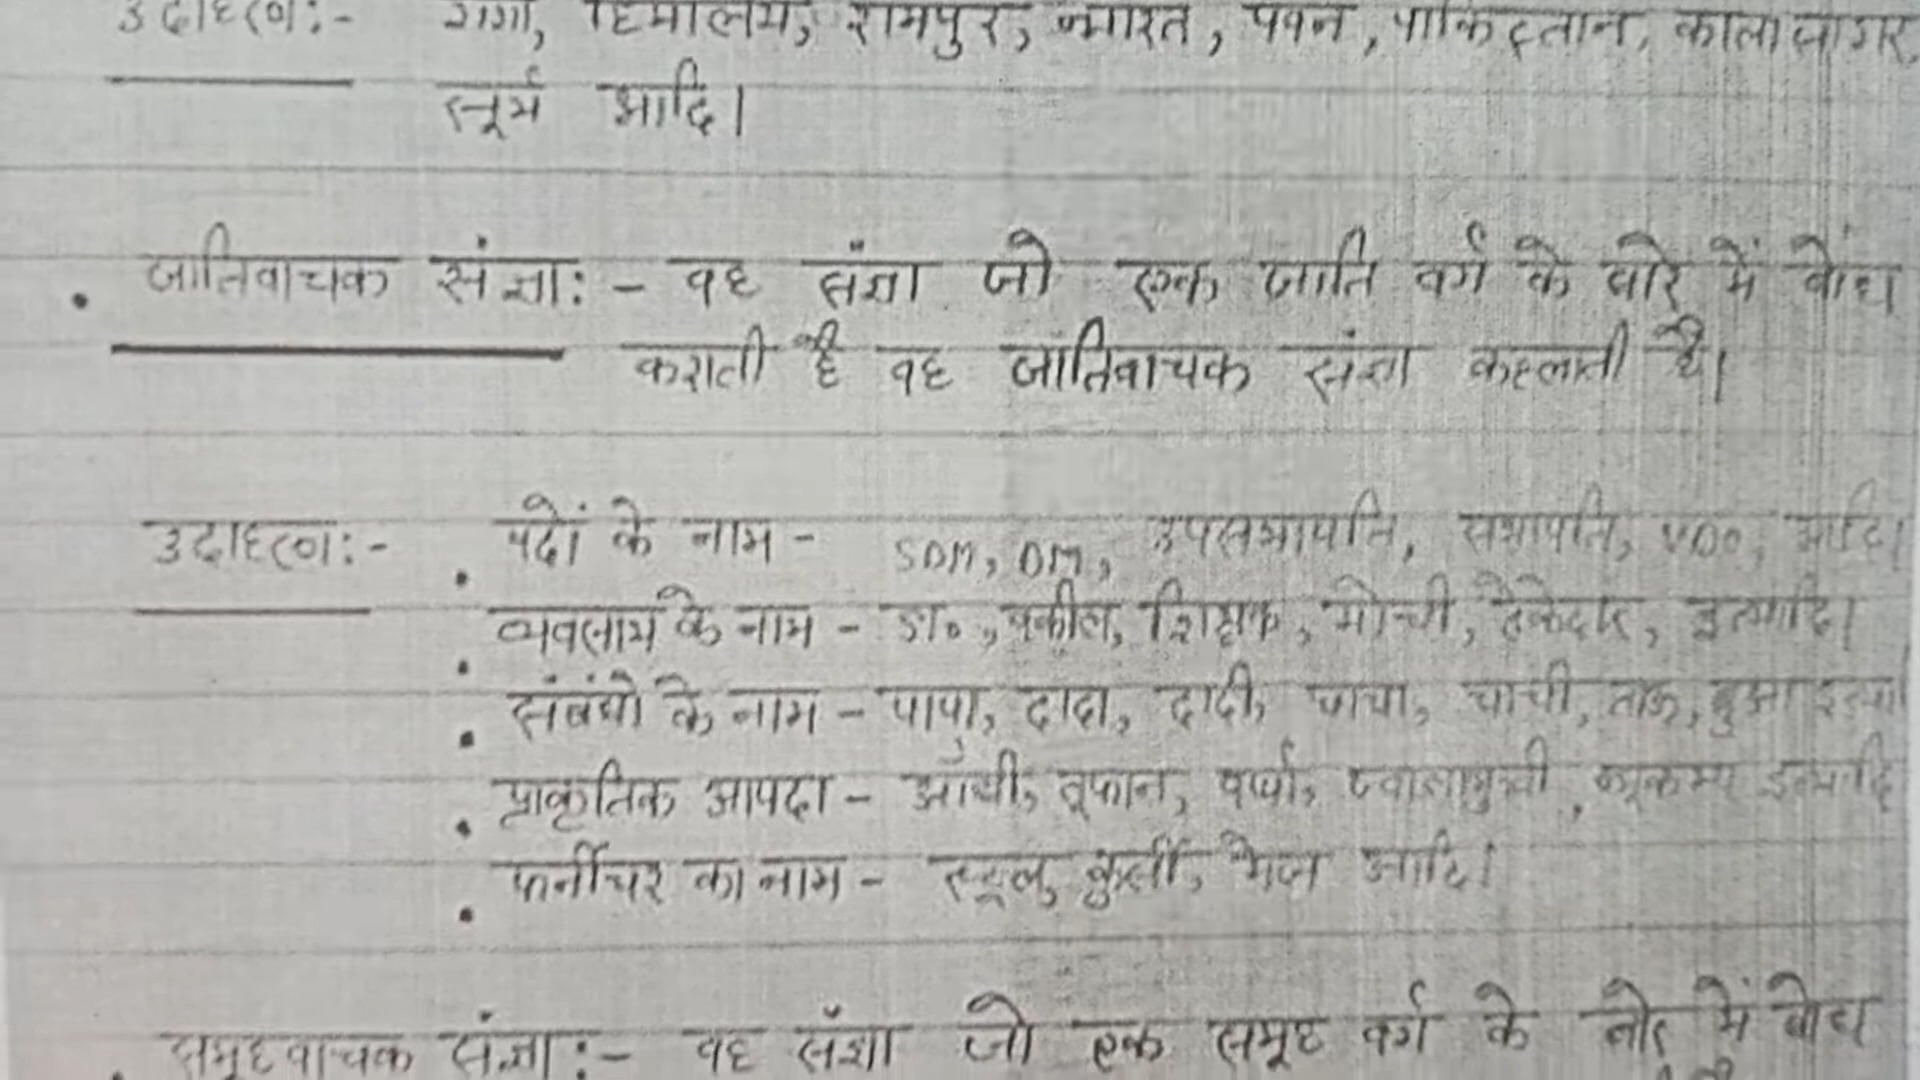 उदाहरण:- गंगा, हिमालय, रामपुर, भारत, पवन, पाकिस्तान, काला सागर,
सूर्य आदि।
जातिवाचक संज्ञा:- वह संज्ञा जो एक जाति वर्ग के बारे में बोध
कराती है वह जातिवाचक संज्ञा कहलाती है।
उदाहरण:- • पदों के नाम - SDM, DM, उपसभापति, सभापति, VDO, आदि।
• व्यवसाय के नाम - डा०, वकील, शिक्षक, मोची, ठेकेदार, इत्यादि।
• संबंधो के नाम - पापा, दादा, दादी, चाचा, चाची, ताऊ, बुआ
• प्राकृतिक आपदा - आँधी, तूफान, वर्षा, ज्वालामुखी, भूकम्प इत्यादि
• फर्नीचर का नाम - स्टूल, कुर्सी, मेज आदि।
समूहवाचक संज्ञा:- वह संज्ञा जो एक समूह वर्ग के बारे में बोध